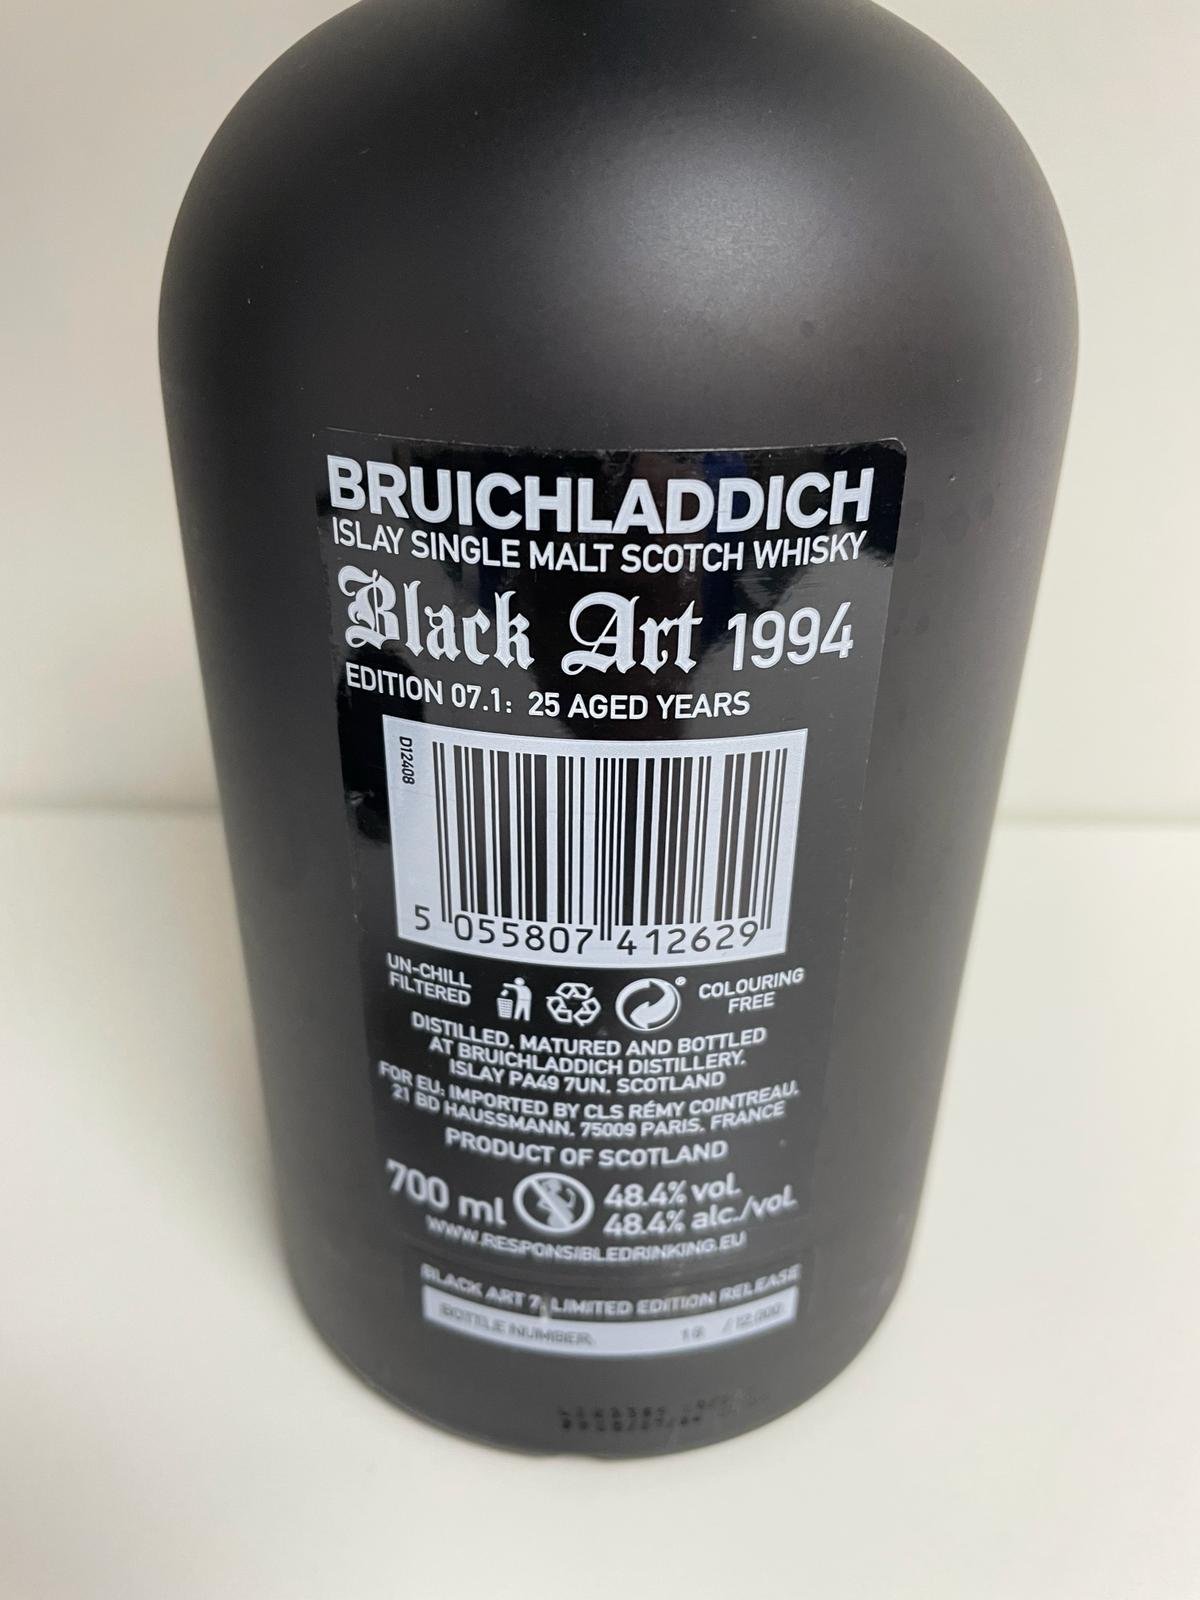 BRUICHLADDICH
ISLAY SINGLE MALT SCOTCH WHISKY
Black Art 1994
EDITION 07.1: 25 AGED YEARS
D12408
5 055807 412629
UN-CHILL
FILTERED
®
COLOURING
FREE
DISTILLED, MATURED AND BOTTLED
AT BRUICHLADDICH DISTILLERY,
ISLAY PA49 7UN, SCOTLAND
FOR EU: IMPORTED BY CLS RÉMY COINTREAU,
21 BD HAUSSMANN, 75009 PARIS, FRANCE
PRODUCT OF SCOTLAND
700 ml
48.4% vol.
48.4% alc./vol.
WWW.RESPONSIBLEDRINKING.EU
BLACK ART 7. LIMITED EDITION RELEASE
BOTTLE NUMBER /12,000